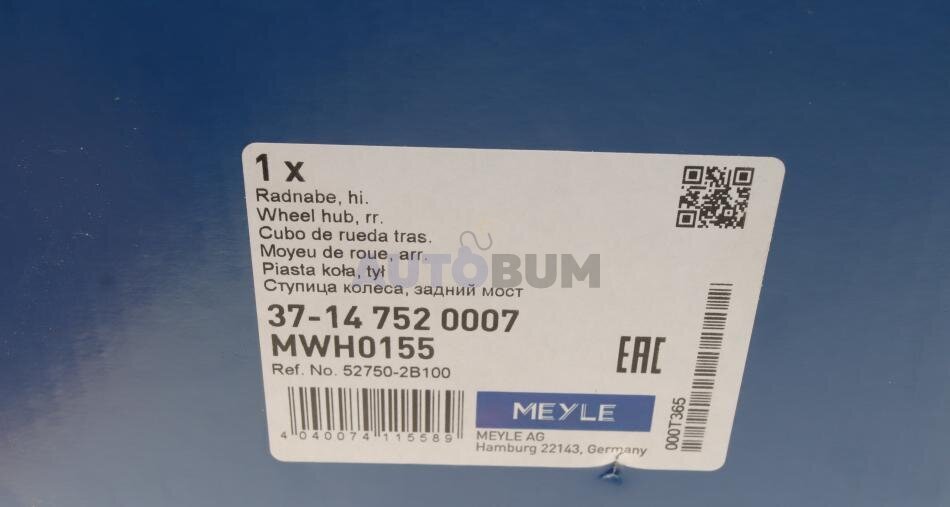 1 x
Radnabe, hi.
Wheel hub, rr.
Cubo de rueda tras.
Moyeu de roue, arr.
Piasta koła, tył
Ступица колеса, задний мост
AUTOBUM
37-14 752 0007
MWH0155
Ref. No. 52750-2B100
EAC
4 040074 115589
MEYLE
MEYLE AG
Hamburg 22143, Germany
000T365